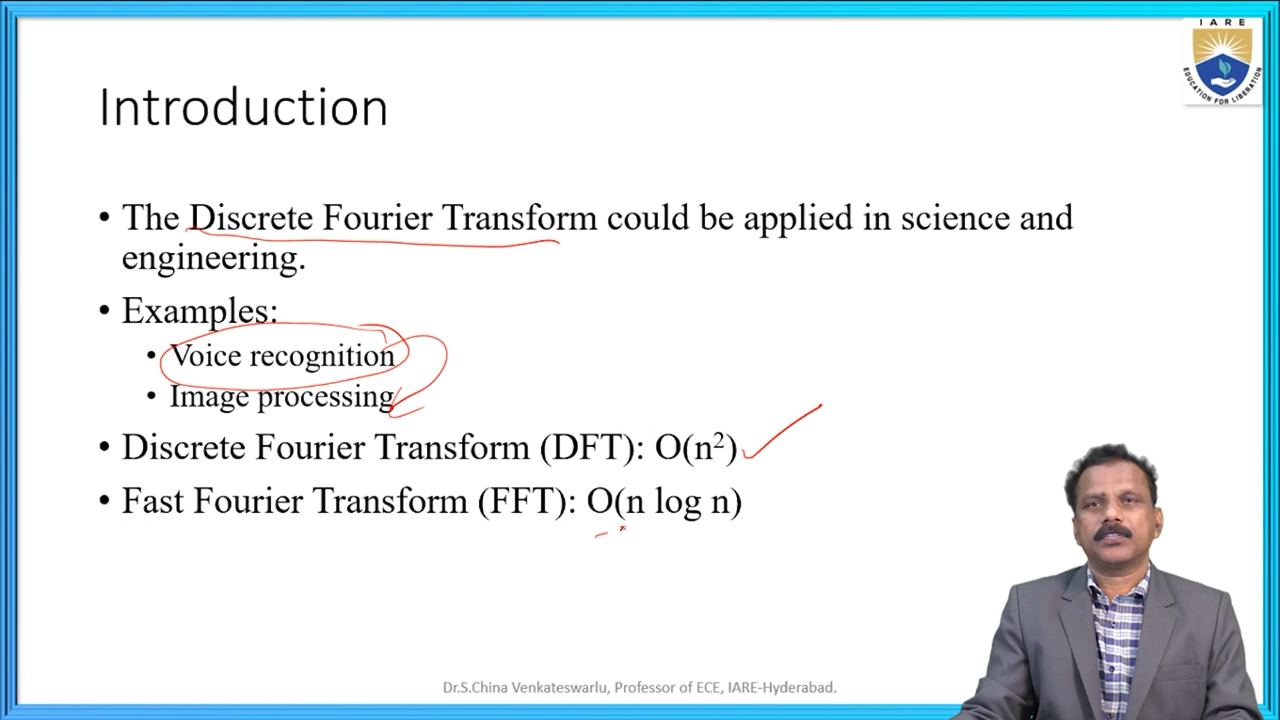 IARE
EDUCATION FOR LIBERATION
Introduction
• The Discrete Fourier Transform could be applied in science and
engineering.
• Examples:
• Voice recognition
• Image processing
• Discrete Fourier Transform (DFT): O(n²)
• Fast Fourier Transform (FFT): O(n log n)
Dr.S.China Venkateswarlu, Professor of ECE, IARE-Hyderabad.